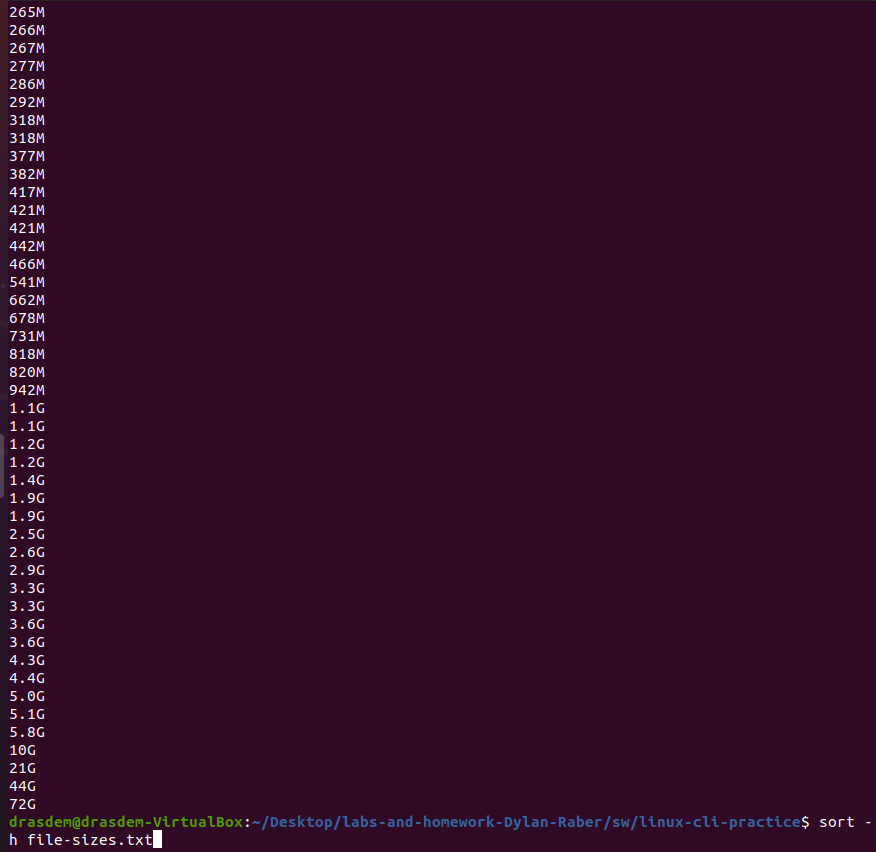 265M
266M
267M
277M
286M
292M
318M
318M
377M
382M
417M
421M
421M
442M
466M
541M
662M
678M
731M
818M
820M
942M
1.1G
1.1G
1.2G
1.2G
1.4G
1.9G
1.9G
2.5G
2.6G
2.9G
3.3G
3.3G
3.6G
3.6G
4.3G
4.4G
5.0G
5.1G
5.8G
10G
21G
44G
72G
drasdem@drasdem-VirtualBox:~/Desktop/labs-and-homework-Dylan-Raber/sw/linux-cli-practice$ sort -
h file-sizes.txt